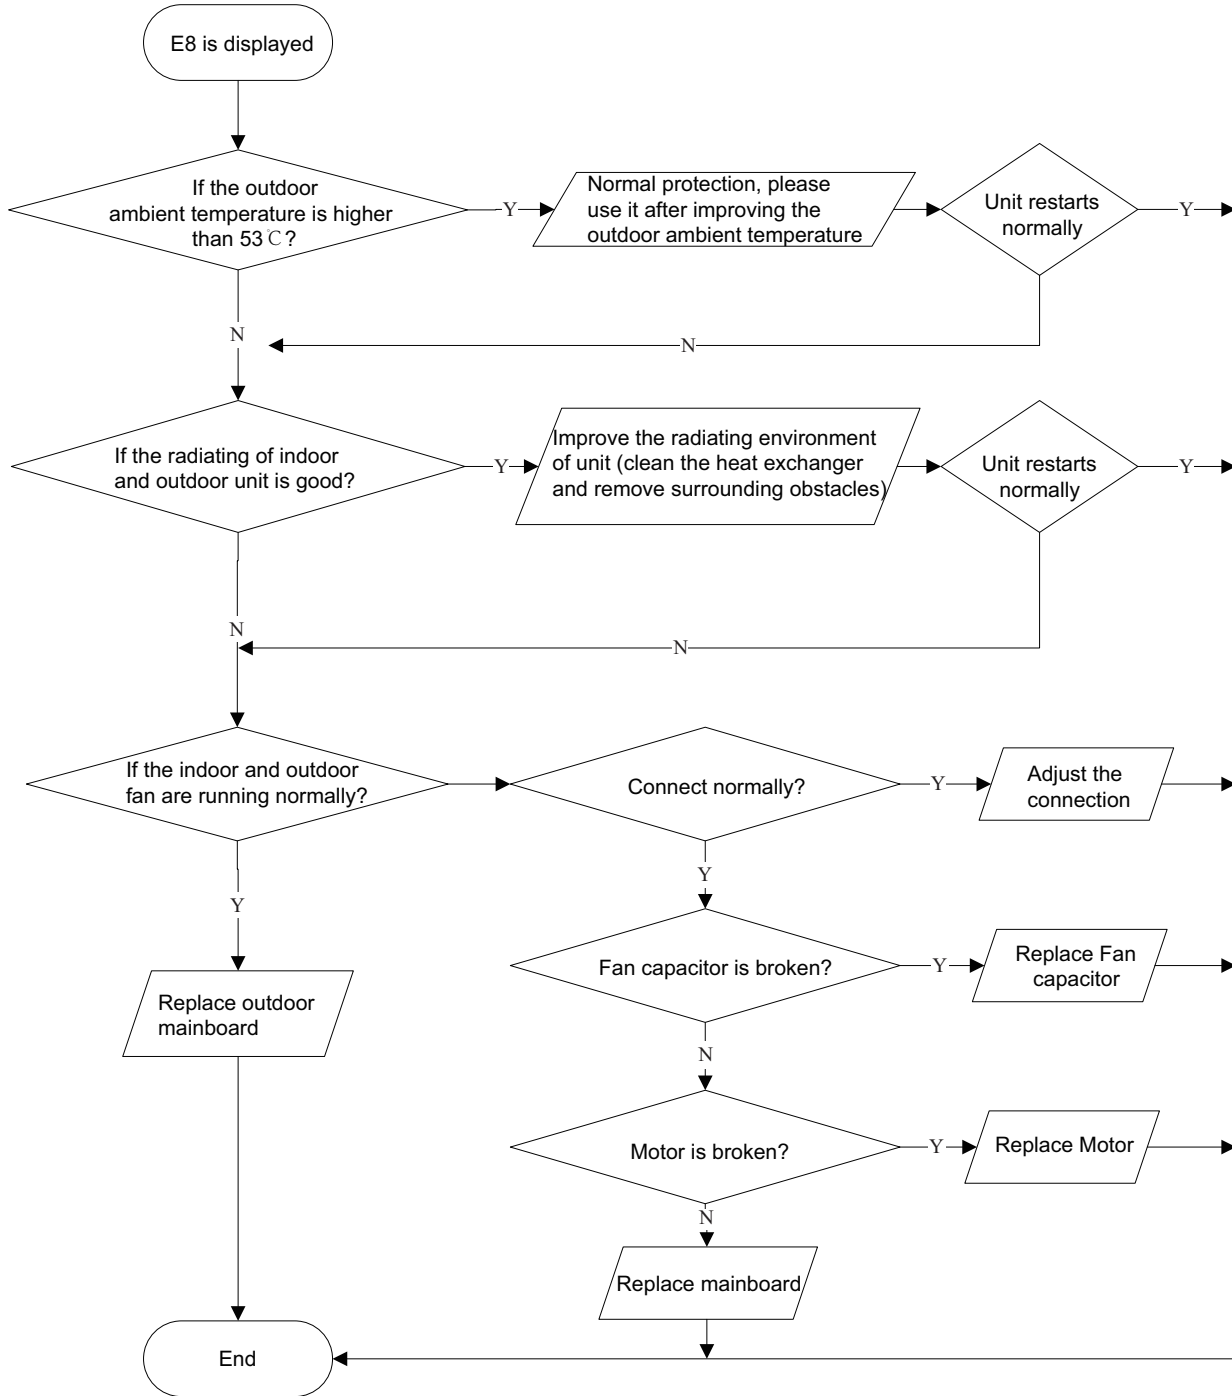 E8 is displayed
If the outdoor
ambient temperature is higher
than 53℃?
Y
Normal protection, please
use it after improving the
outdoor ambient temperature
Unit restarts
normally
Y
N
N
If the radiating of indoor
and outdoor unit is good?
Y
Improve the radiating environment
of unit (clean the heat exchanger
and remove surrounding obstacles)
Unit restarts
normally
Y
N
N
If the indoor and outdoor
fan are running normally?
Connect normally?
Y
Adjust the
connection
Y
Y
Replace outdoor
mainboard
Fan capacitor is broken?
Y
Replace Fan
capacitor
N
Motor is broken?
Y
Replace Motor
N
Replace mainboard
End